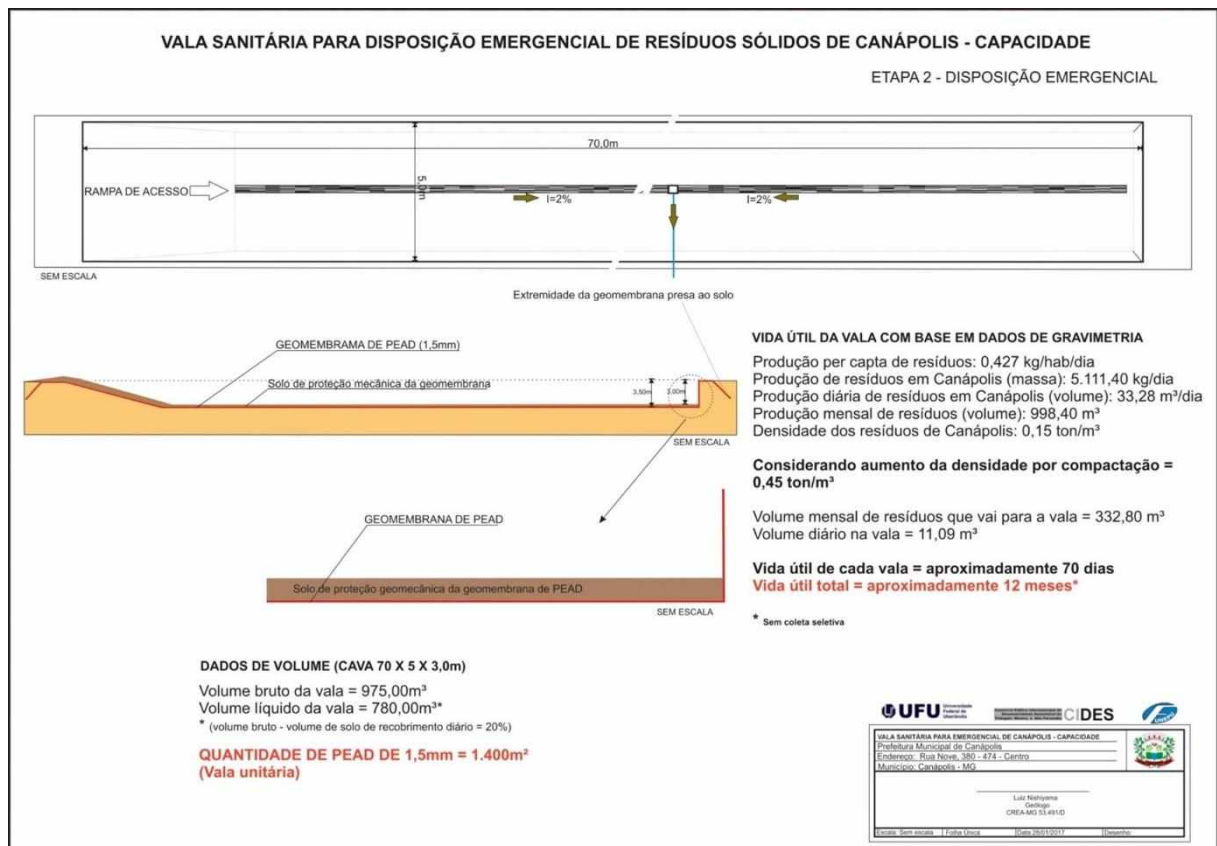 VALA SANITÁRIA PARA DISPOSIÇÃO EMERGENCIAL DE RESÍDUOS SÓLIDOS DE CANÁPOLIS - CAPACIDADE
ETAPA 2 - DISPOSIÇÃO EMERGENCIAL
70,0m
RAMPA DE ACESSO
5,0m
I=2%
I=2%
SEM ESCALA
Extremidade da geomembrana presa ao solo
GEOMEMBRAMA DE PEAD (1,5mm)
Solo de proteção mecânica da geomembrana
3,50m
3,00m
SEM ESCALA
GEOMEMBRANA DE PEAD
Solo de proteção geomecânica da geomembrana de PEAD
SEM ESCALA
VIDA ÚTIL DA VALA COM BASE EM DADOS DE GRAVIMETRIA
Produção per capta de resíduos: 0,427 kg/hab/dia
Produção de resíduos em Canápolis (massa): 5.111,40 kg/dia
Produção diária de resíduos em Canápolis (volume): 33,28 m³/dia
Produção mensal de resíduos (volume): 998,40 m³
Densidade dos resíduos de Canápolis: 0,15 ton/m³
Considerando aumento da densidade por compactação =
0,45 ton/m³
Volume mensal de resíduos que vai para a vala = 332,80 m³
Volume diário na vala = 11,09 m³
Vida útil de cada vala = aproximadamente 70 dias
Vida útil total = aproximadamente 12 meses*
* Sem coleta seletiva
DADOS DE VOLUME (CAVA 70 X 5 X 3,0m)
Volume bruto da vala = 975,00m³
Volume líquido da vala = 780,00m³*
* (volume bruto - volume de solo de recobrimento diário = 20%)
QUANTIDADE DE PEAD DE 1,5mm = 1.400m²
(Vala unitária)
UFU Universidade
Federal de
Uberlândia
CIDES
VALA SANITÁRIA PARA EMERGENCIAL DE CANÁPOLIS - CAPACIDADE
Prefeitura Municipal de Canápolis
Endereço: Rua Nove, 380 - 474 - Centro
Município: Canápolis - MG
Luiz Nishiyama
Geólogo
CREA-MG 53.491/D
Escala: Sem escala
Folha Única
Data:28/01/2017
Desenho: